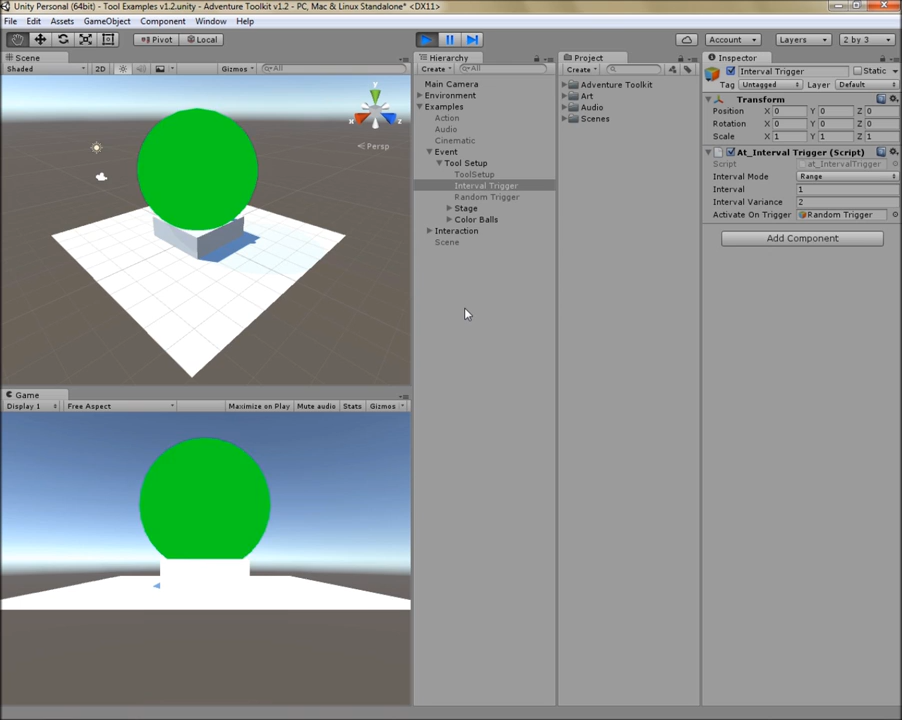 Unity Personal (64bit) - Tool Examples v1.2.unity - Adventure Toolkit v1.2 - PC, Mac & Linux Standalone* <DX11>
File Edit Assets GameObject Component Window Help
Pivot Local Account Layers 2 by 3
Scene
Shaded 2D Gizmos All
y
x z
Persp
Game
Display 1 Free Aspect Maximize on Play Mute audio Stats Gizmos
Hierarchy
Create All
Main Camera
Environment
Examples
Action
Audio
Cinematic
Event
Tool Setup
ToolSetup
Interval Trigger
Random Trigger
Stage
Color Balls
Interaction
Scene
Project
Create
Adventure Toolkit
Art
Audio
Scenes
Inspector
Interval Trigger Static
Tag Untagged Layer Default
Transform
Position X 0 Y 0 Z 0
Rotation X 0 Y 0 Z 0
Scale X 1 Y 1 Z 1
At_Interval Trigger (Script)
Script at_IntervalTrigger
Interval Mode Range
Interval 1
Interval Variance 2
Activate On Trigger Random Trigger
Add Component